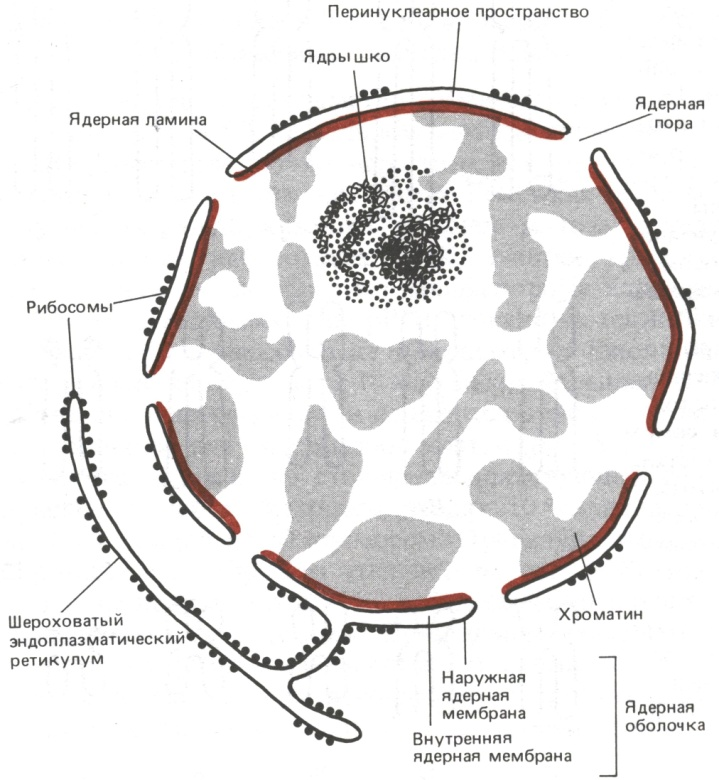 Перинуклеарное пространство
Ядрышко
Ядерная ламина
Ядерная
пора
Рибосомы
Шероховатый
эндоплазматический
ретикулум
Хроматин
Наружная
ядерная
мембрана
Внутренняя
ядерная мембрана
Ядерная
оболочка